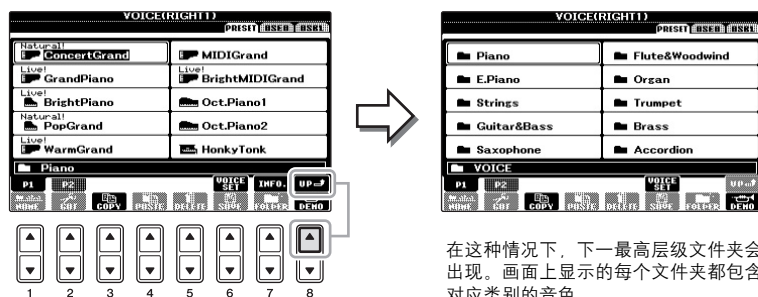 VOICE(RIGHT1)
PRESET USER USB1
Natural!
ConcertGrand
MIDIGrand
Live!
GrandPiano
Live!
BrightMIDIGrand
Live!
BrightPiano
Oct.Piano1
Natural!
PopGrand
Oct.Piano2
Live!
WarmGrand
HonkyTonk
Piano
P1 P2 VOICE SET INFO. UP
NAME CUT COPY PASTE DELETE SAVE FOLDER DEMO
1 2 3 4 5 6 7 8
VOICE(RIGHT1)
PRESET USER USB1
Piano
Flute&Woodwind
E.Piano
Organ
Strings
Trumpet
Guitar&Bass
Brass
Saxophone
Accordion
VOICE
P1 P2 VOICE SET UP
NAME CUT COPY PASTE DELETE SAVE FOLDER DEMO
在这种情况下，下一最高层级文件夹会
出现。画面上显示的每个文件夹都包含
对应类别的音色